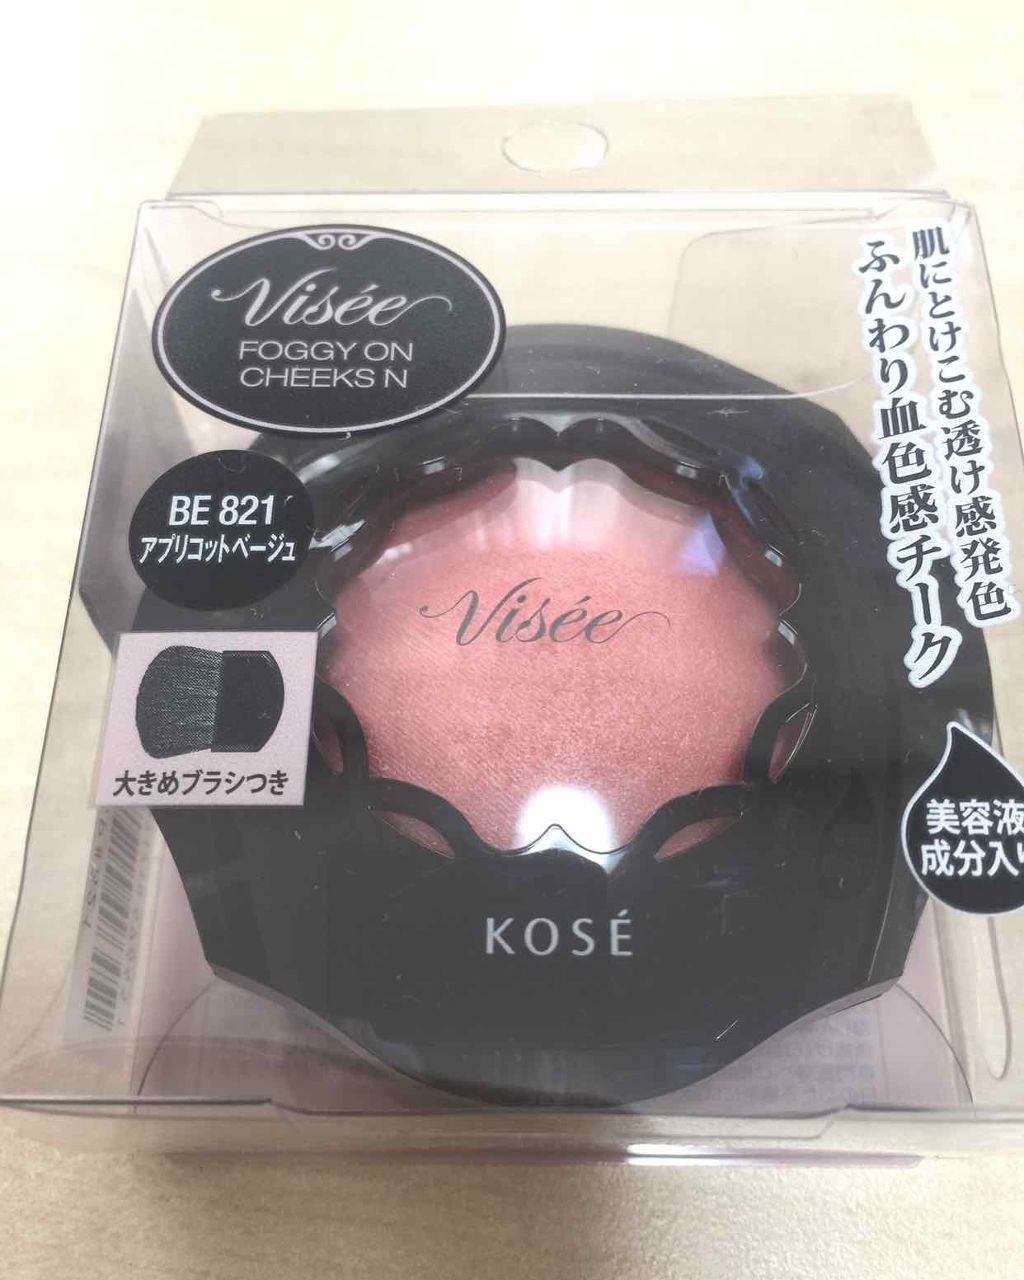 Visée
FOGGY ON
CHEEKS N
BE 821
アプリコットベージュ
大きめブラシつき
肌にとけこむ透け感発色
ふんわり血色感チーク
Visée
美容液
成分入り
KOSÉ